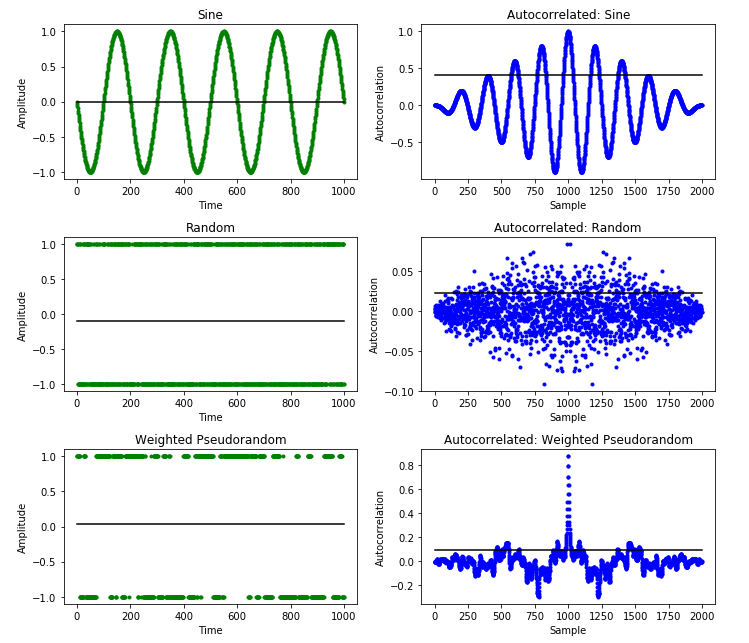 Sine
Amplitude
1.0
0.5
0.0
−0.5
−1.0
0 200 400 600 800 1000
Time
Autocorrelated: Sine
Autocorrelation
1.0
0.5
0.0
−0.5
0 250 500 750 1000 1250 1500 1750 2000
Sample
Random
Amplitude
1.0
0.5
0.0
−0.5
−1.0
0 200 400 600 800 1000
Time
Autocorrelated: Random
Autocorrelation
0.05
0.00
−0.05
−0.10
0 250 500 750 1000 1250 1500 1750 2000
Sample
Weighted Pseudorandom
Amplitude
1.0
0.5
0.0
−0.5
−1.0
0 200 400 600 800 1000
Time
Autocorrelated: Weighted Pseudorandom
Autocorrelation
0.8
0.6
0.4
0.2
0.0
−0.2
0 250 500 750 1000 1250 1500 1750 2000
Sample